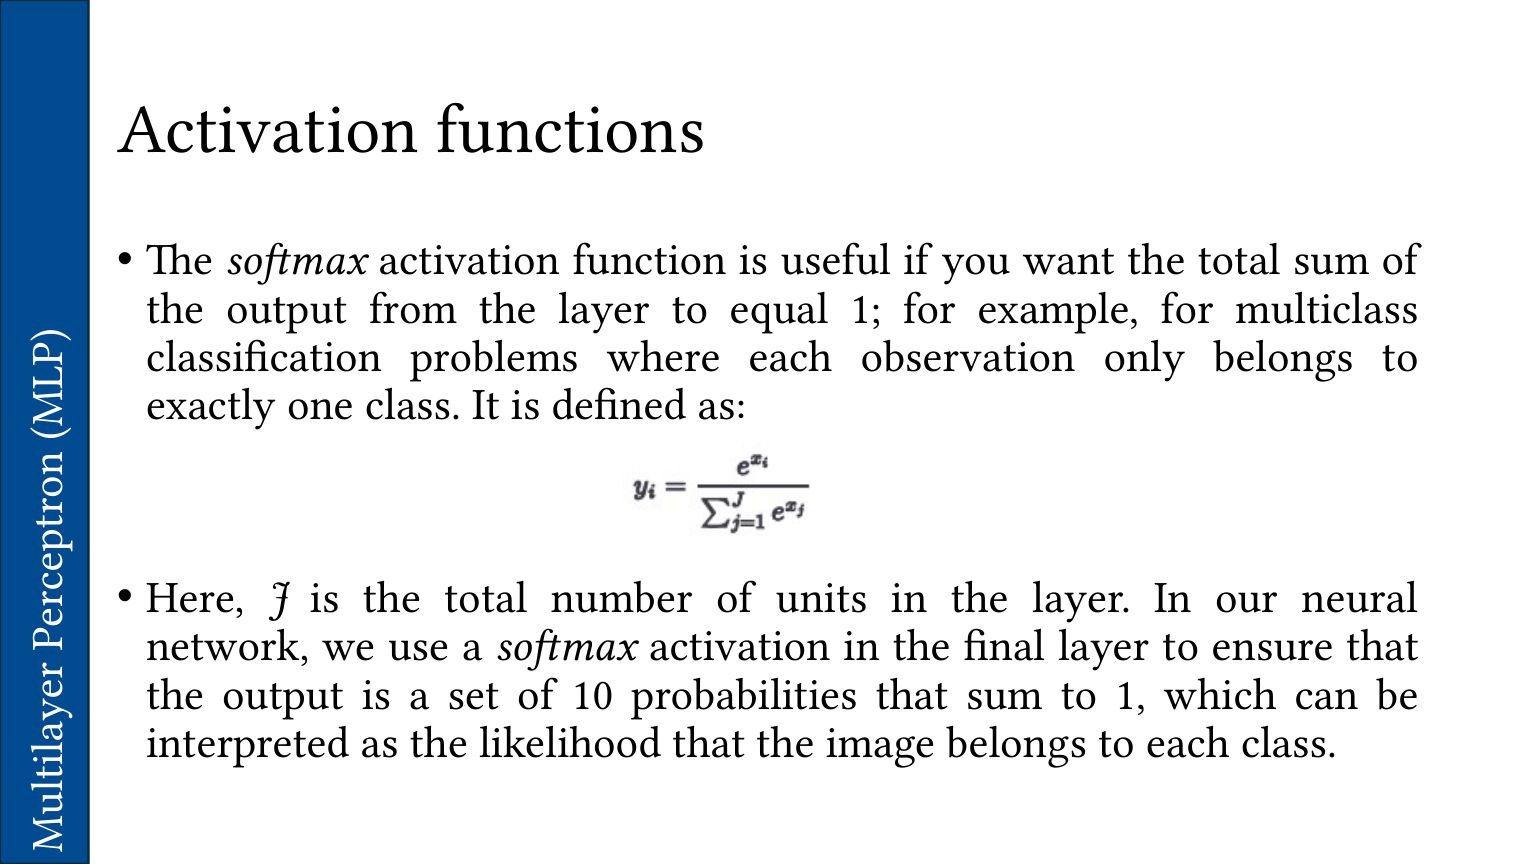 Multilayer Perceptron (MLP)
Activation functions
• The softmax activation function is useful if you want the total sum of
the output from the layer to equal 1; for example, for multiclass
classification problems where each observation only belongs to
exactly one class. It is defined as:
y_i = e^{x_i} / ∑_{j=1}^{J} e^{x_j}
• Here, J is the total number of units in the layer. In our neural
network, we use a softmax activation in the final layer to ensure that
the output is a set of 10 probabilities that sum to 1, which can be
interpreted as the likelihood that the image belongs to each class.